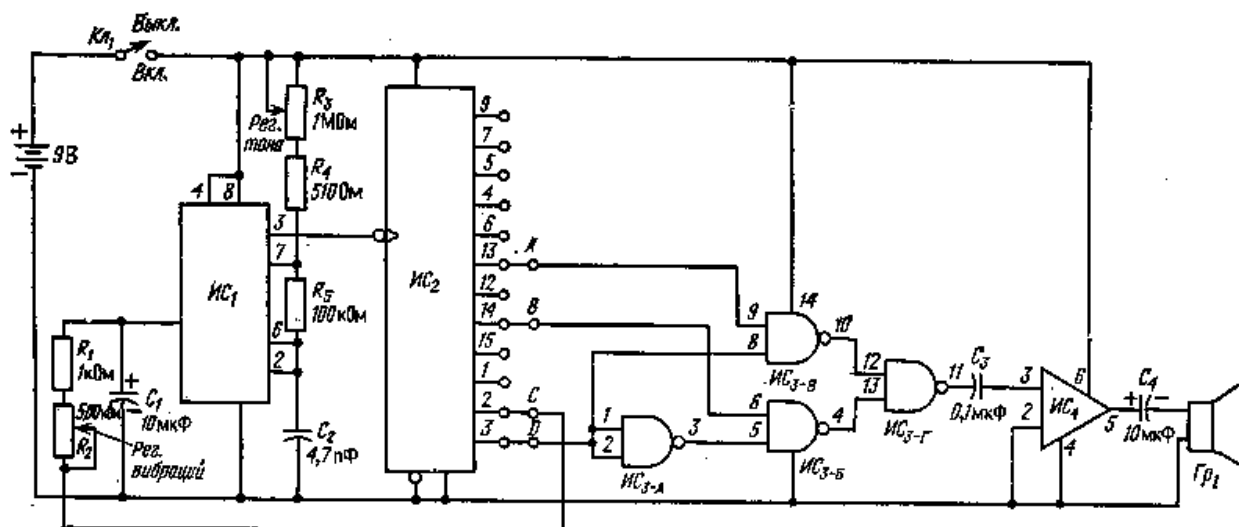 Кл₁
Выкл.
Вкл.
+
9В
−
R₃
1МОм
Рег.
тона
R₄
510Ом
4 8
3
7
6
2
ИС₁
R₅
100кОм
R₁
1кОм
R₂
+
C₁
−
10мкФ
Рег.
вибраций
C₂
4,7пФ
ИС₂
9
7
5
4
6
13
12
14
15
1
2
3
B
C
D
9
8
14
10
ИС₃₋В
1
2
3
ИС₃₋А
6
5
4
ИС₃₋Б
12
13
11
ИС₃₋Г
C₃
0,1мкФ
3
2
6
ИС₄
4
5
C₄
+ −
10мкФ
Гр₁